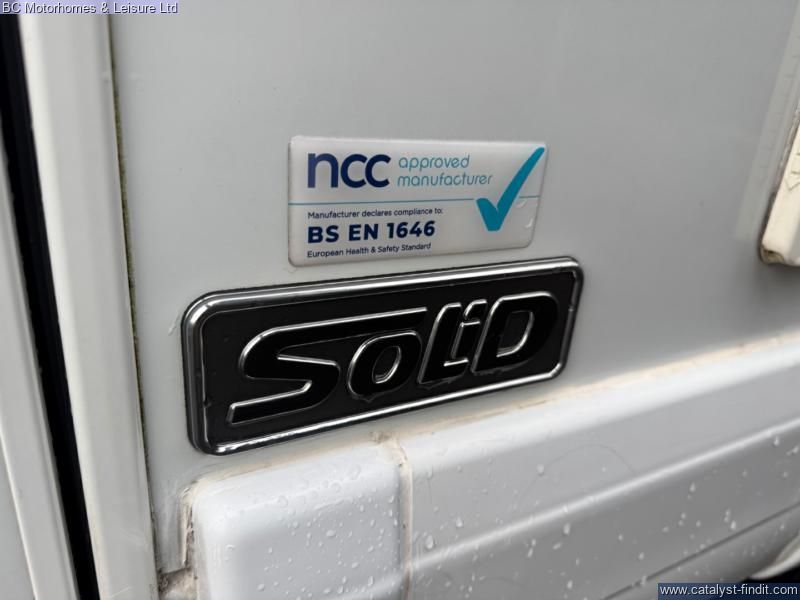 BC Motorhomes & Leisure Ltd
ncc approved manufacturer
Manufacturer declares compliance to:
BS EN 1646
European Health & Safety Standard
SOLiD
www.catalyst-findit.com